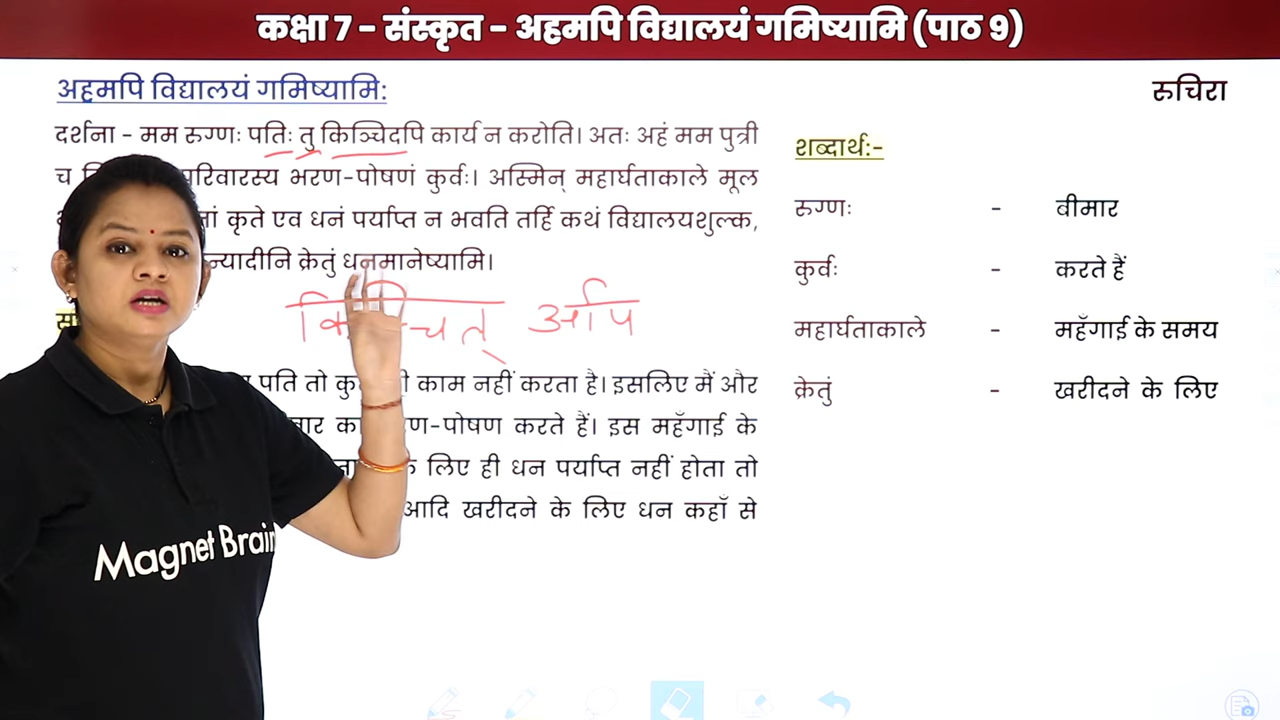 कक्षा 7 - संस्कृत - अहमपि विद्यालयं गमिष्यामि (पाठ 9)
अहमपि विद्यालयं गमिष्यामि:
रुचिरा
दर्शना - मम रुग्णः पतिः तु किञ्चिदपि कार्य न करोति। अतः अहं मम पुत्री
च परिवारस्य भरण-पोषणं कुर्वः। अस्मिन् महार्घताकाले मूल
कृते एव धनं पर्याप्त न भवति तर्हि कथं विद्यालयशुल्क,
क्रेतुं धनमानेष्यामि।
अपि
पति तो काम नहीं करता है। इसलिए मैं और
-पोषण करते हैं। इस महँगाई के
लिए ही धन पर्याप्त नहीं होता तो
आदि खरीदने के लिए धन कहाँ से
शब्दार्थ:-
रुग्णः - बीमार
कुर्वः - करते हैं
महार्घताकाले - महँगाई के समय
क्रेतुं - खरीदने के लिए
Magnet Brain